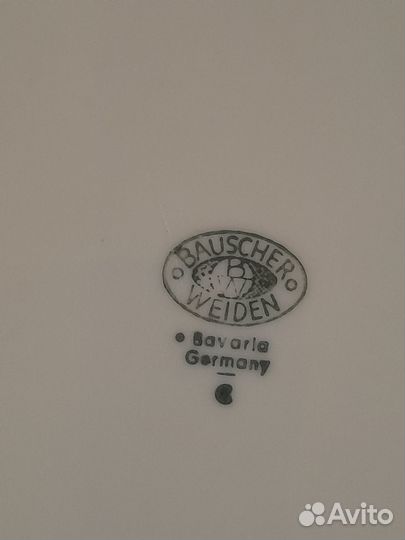 BAUSCHER
BW
WEIDEN
Bavaria
Germany
Avito